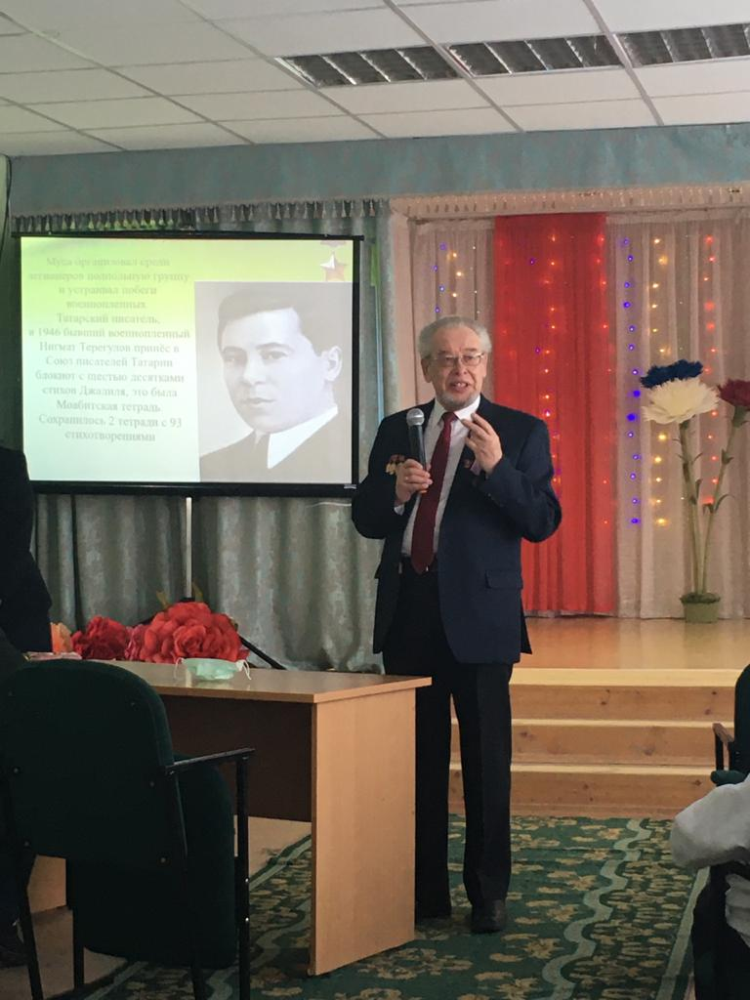 Муса организовал среди
легионеров подпольную группу
и устраивал побеги
военнопленных
Татарский писатель,
в 1946 бывший военнопленный
Нигмат Терегулов принёс в
Союз писателей Татарии
блокнот с шестью десятками
стихов Джалиля, это была
Моабитская тетрадь
Сохранилось 2 тетради с 93
стихотворениями